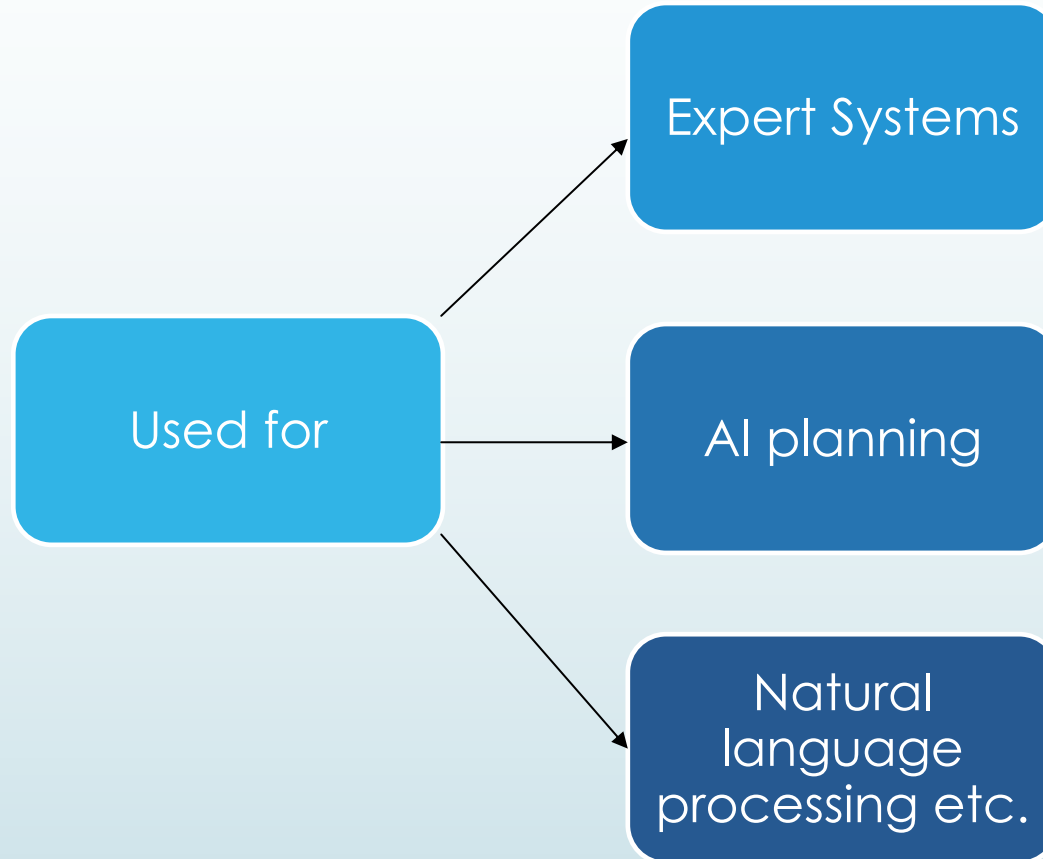 Expert Systems
Used for
AI planning
Natural
language
processing etc.